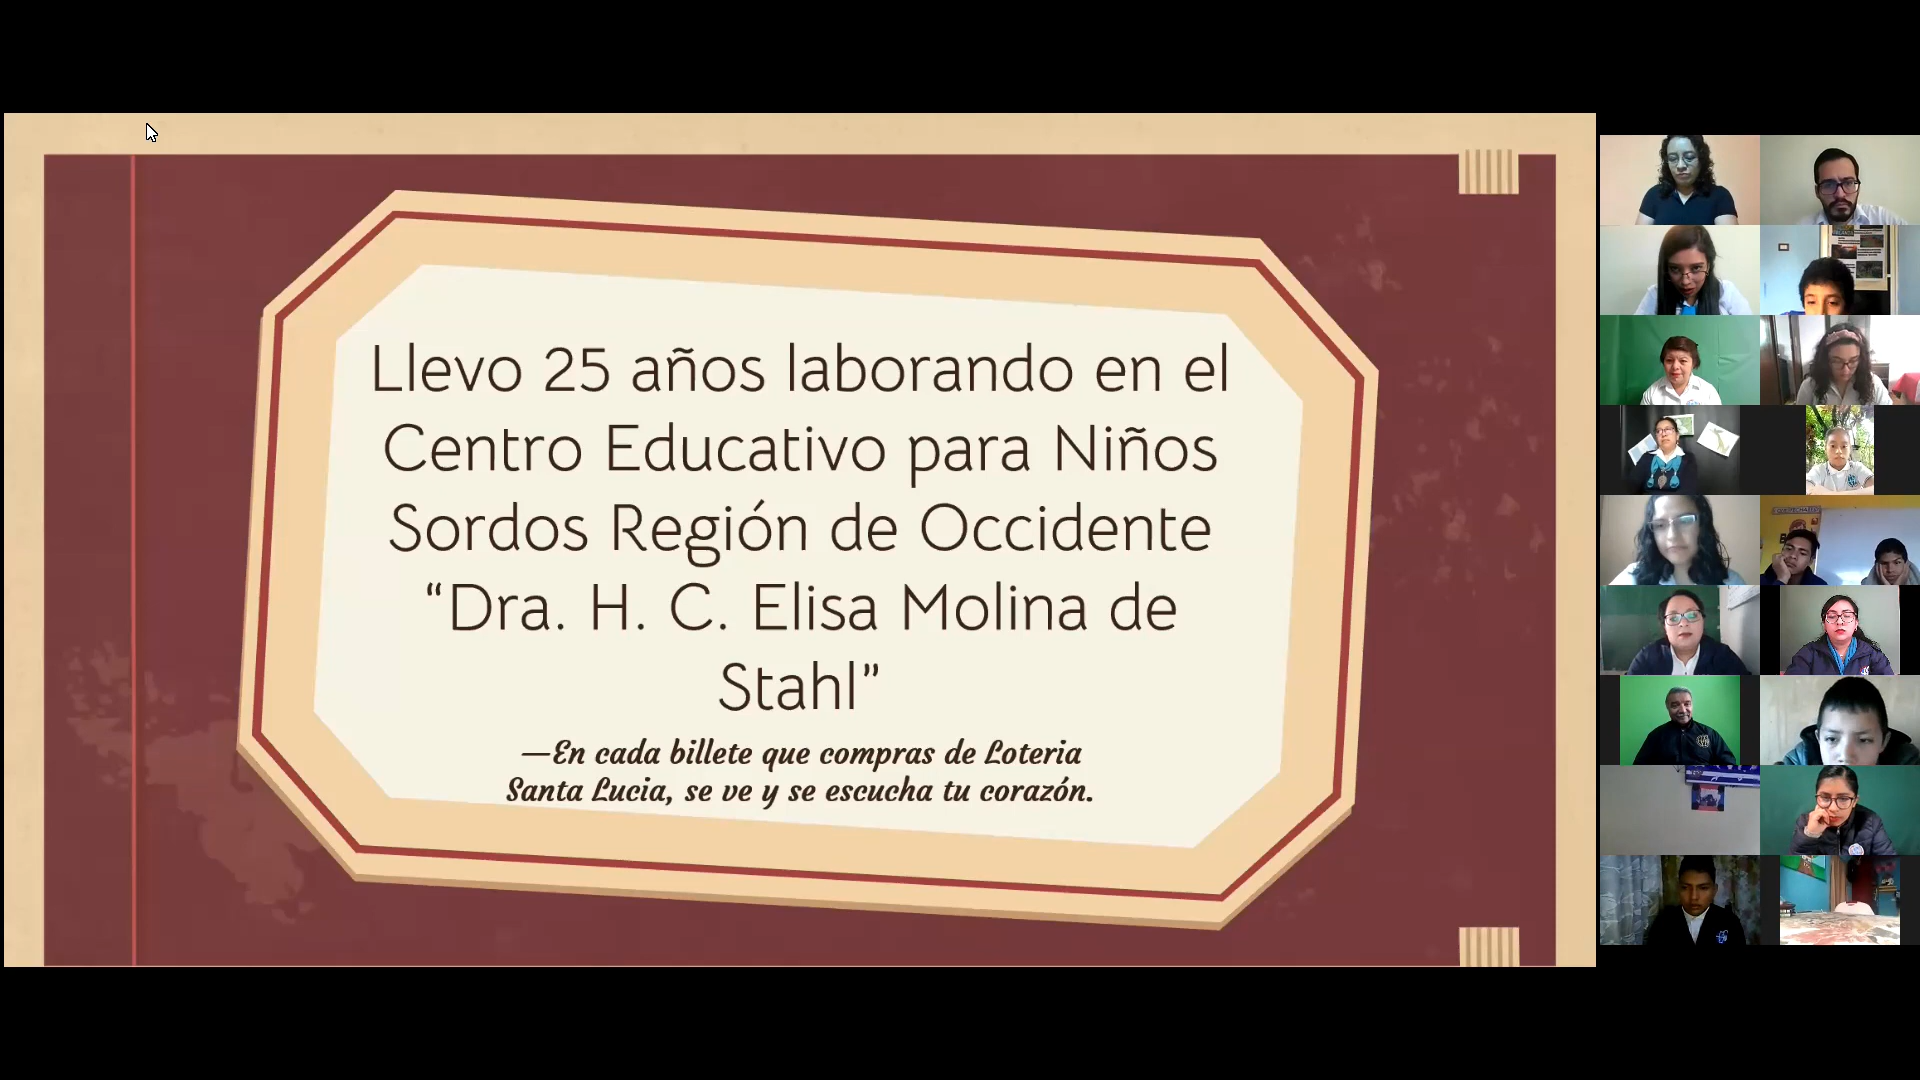 Llevo 25 años laborando en el
Centro Educativo para Niños
Sordos Región de Occidente
“Dra. H. C. Elisa Molina de
Stahl”
—En cada billete que compras de Loteria
Santa Lucia, se ve y se escucha tu corazón.